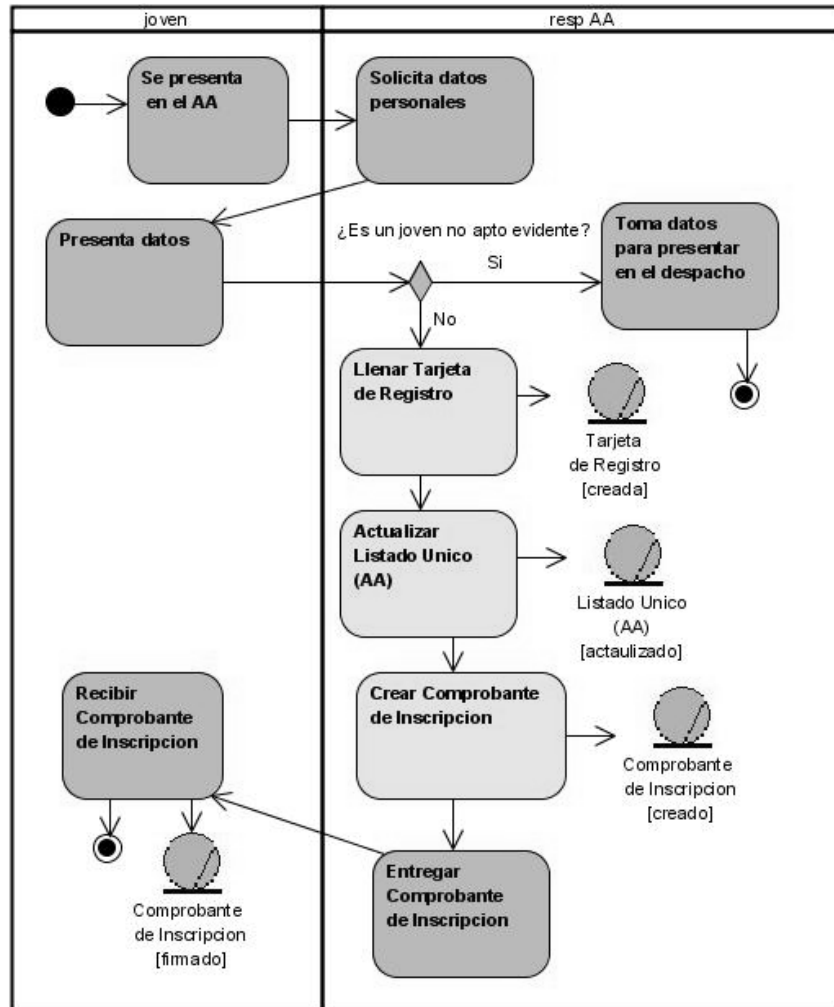 joven
resp AA
Se presenta
en el AA
Solicita datos
personales
Presenta datos
¿Es un joven no apto evidente?
Si
No
Toma datos
para presentar
en el despacho
Llenar Tarjeta
de Registro
Tarjeta
de Registro
[creada]
Actualizar
Listado Unico
(AA)
Listado Unico
(AA)
[actaulizado]
Crear Comprobante
de Inscripcion
Comprobante
de Inscripcion
[creado]
Entregar
Comprobante
de Inscripcion
Recibir
Comprobante
de Inscripcion
Comprobante
de Inscripcion
[firmado]